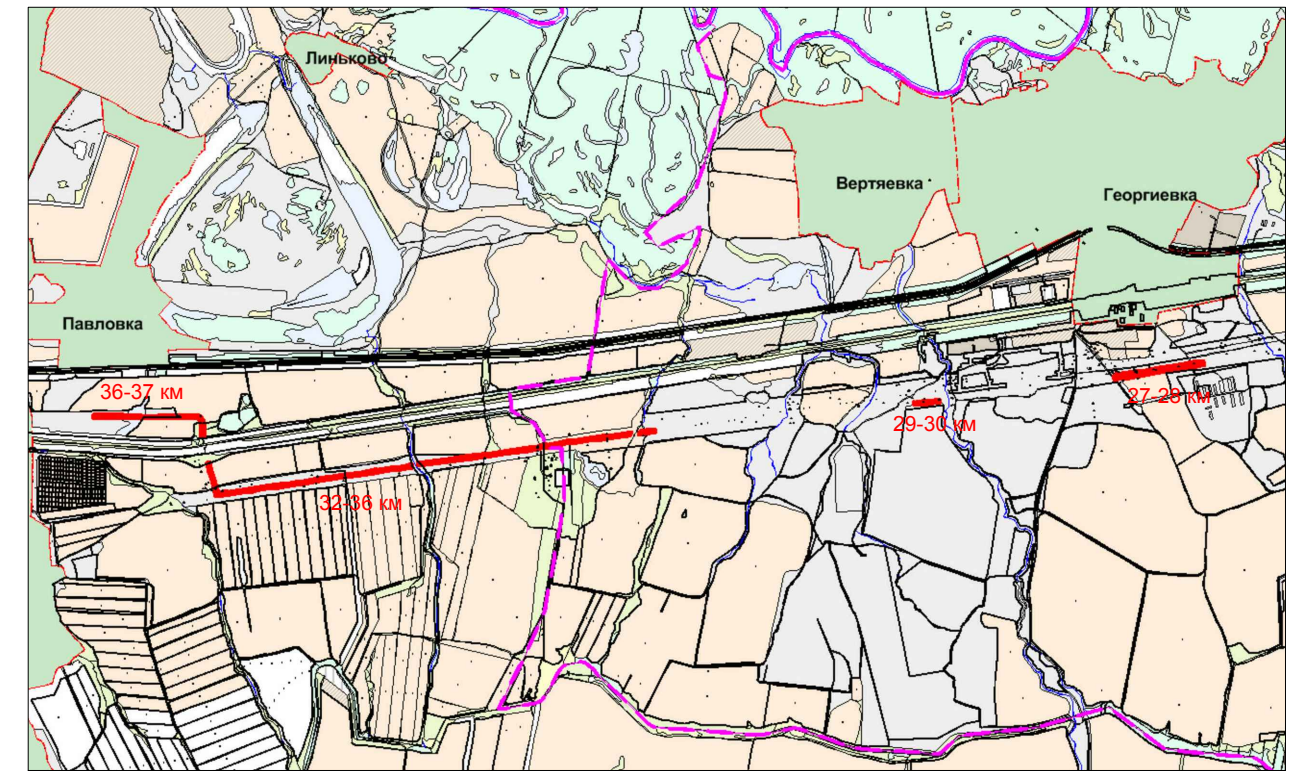 Линьково
Вертяевка
Георгиевка
Павловка
36-37 км
27-28 км
29-30 км
32-36 км